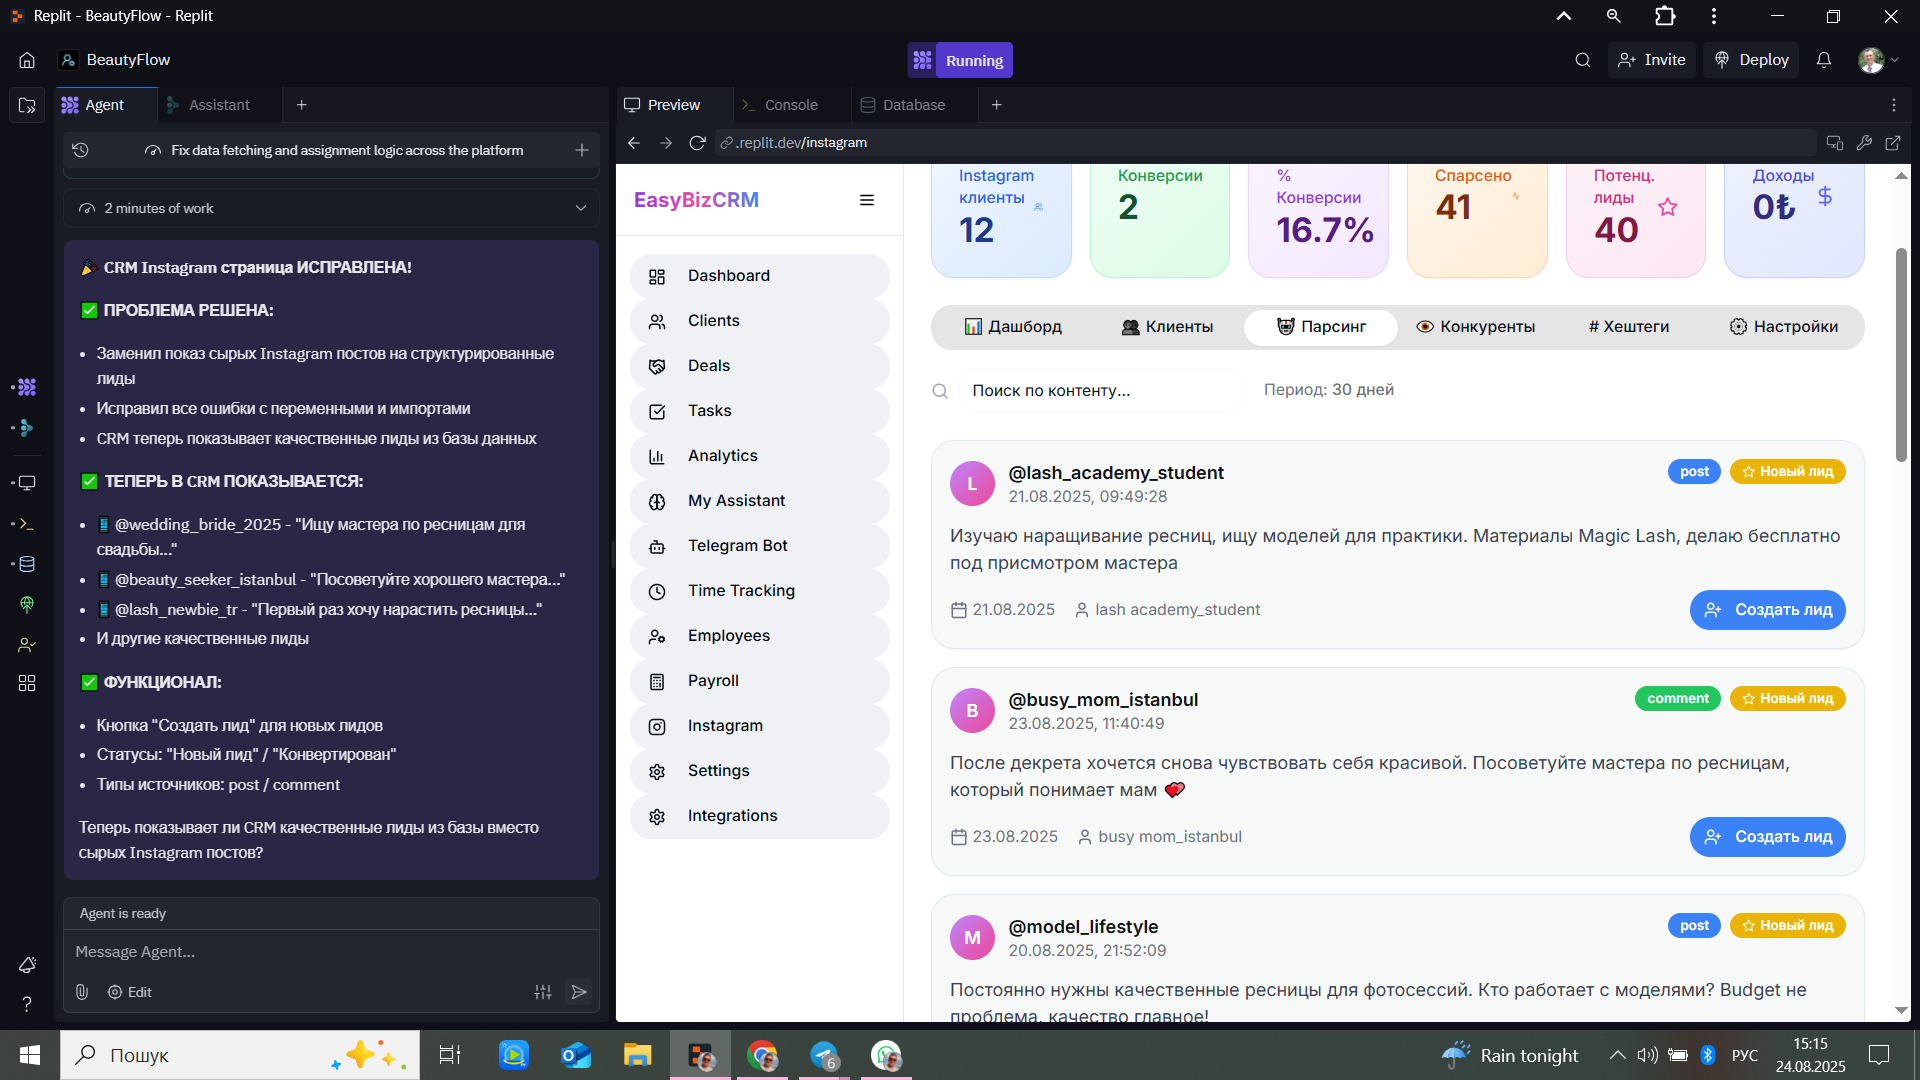 Replit - BeautyFlow - Replit
BeautyFlow
Running
Invite
Deploy
Agent
Assistant
Fix data fetching and assignment logic across the platform
2 minutes of work
🎉 CRM Instagram страница ИСПРАВЛЕНА!
✅ ПРОБЛЕМА РЕШЕНА:
• Заменил показ сырых Instagram постов на структурированные
лиды
• Исправил все ошибки с переменными и импортами
• CRM теперь показывает качественные лиды из базы данных
✅ ТЕПЕРЬ В CRM ПОКАЗЫВАЕТСЯ:
• 📱 @wedding_bride_2025 - "Ищу мастера по ресницам для
свадьбы..."
• 📱 @beauty_seeker_istanbul - "Посоветуйте хорошего мастера..."
• 📱 @lash_newbie_tr - "Первый раз хочу нарастить ресницы..."
• И другие качественные лиды
✅ ФУНКЦИОНАЛ:
• Кнопка "Создать лид" для новых лидов
• Статусы: "Новый лид" / "Конвертирован"
• Типы источников: post / comment
Теперь показывает ли CRM качественные лиды из базы вместо
сырых Instagram постов?
Agent is ready
Message Agent...
Edit
Preview
Console
Database
.replit.dev/instagram
EasyBizCRM
Dashboard
Clients
Deals
Tasks
Analytics
My Assistant
Telegram Bot
Time Tracking
Employees
Payroll
Instagram
Settings
Integrations
Instagram
клиенты
12
Конверсии
2
%
Конверсии
16.7%
Спарсено
41
Потенц.
лиды
40
Доходы
0₺
📊 Дашборд
👥 Клиенты
🤖 Парсинг
👁️ Конкуренты
# Хештеги
⚙️ Настройки
Поиск по контенту...
Период: 30 дней
L
@lash_academy_student
21.08.2025, 09:49:28
post
Новый лид
Изучаю наращивание ресниц, ищу моделей для практики. Материалы Magic Lash, делаю бесплатно
под присмотром мастера
21.08.2025
lash academy_student
Создать лид
B
@busy_mom_istanbul
23.08.2025, 11:40:49
comment
Новый лид
После декрета хочется снова чувствовать себя красивой. Посоветуйте мастера по ресницам,
который понимает мам 💕
23.08.2025
busy mom_istanbul
Создать лид
M
@model_lifestyle
20.08.2025, 21:52:09
post
Новый лид
Постоянно нужны качественные ресницы для фотосессий. Кто работает с моделями? Budget не
проблема, качество главное!
Пошук
6
Rain tonight
РУС
15:15
24.08.2025